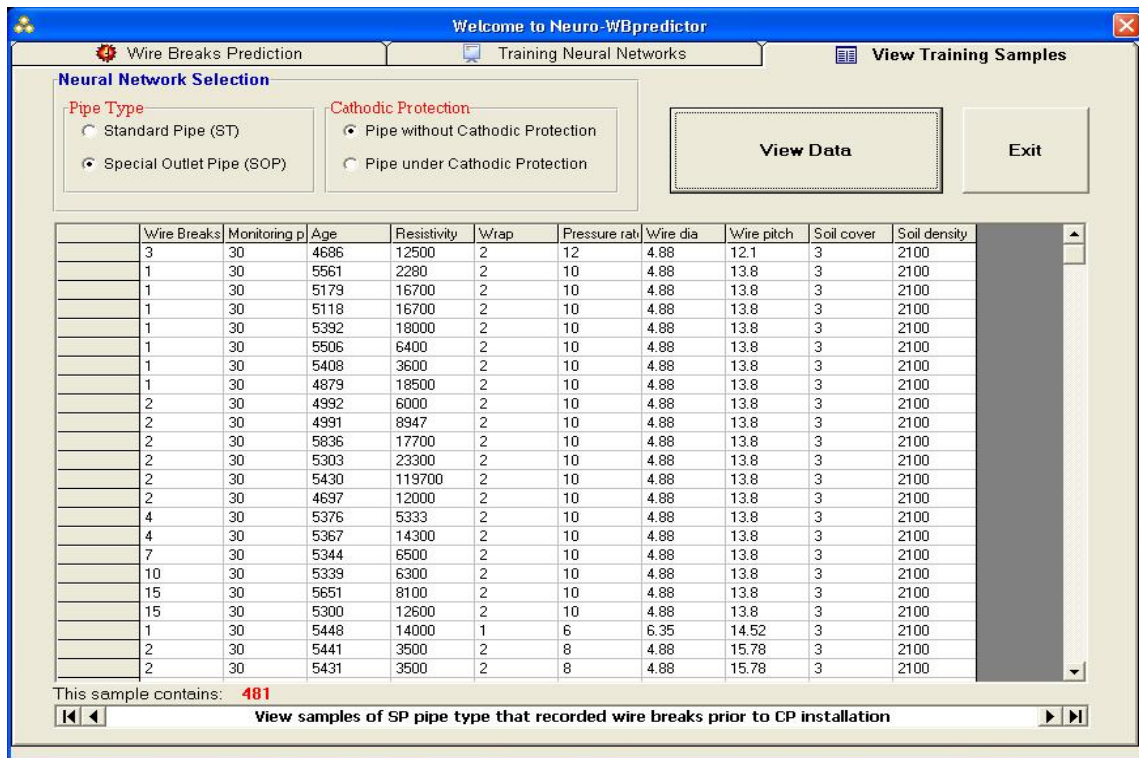 Welcome to Neuro-WBpredictor
Wire Breaks Prediction Training Neural Networks View Training Samples
Neural Network Selection
Pipe Type
Standard Pipe (ST)
Special Outlet Pipe (SOP)
Cathodic Protection
Pipe without Cathodic Protection
Pipe under Cathodic Protection
View Data
Exit
Wire Breaks Monitoring p Age Resistivity Wrap Pressure rat Wire dia Wire pitch Soil cover Soil density
3 30 4686 12500 2 12 4.88 12.1 3 2100
1 30 5561 2280 2 10 4.88 13.8 3 2100
1 30 5179 16700 2 10 4.88 13.8 3 2100
1 30 5118 16700 2 10 4.88 13.8 3 2100
1 30 5392 18000 2 10 4.88 13.8 3 2100
1 30 5506 6400 2 10 4.88 13.8 3 2100
1 30 5408 3600 2 10 4.88 13.8 3 2100
1 30 4879 18500 2 10 4.88 13.8 3 2100
2 30 4992 6000 2 10 4.88 13.8 3 2100
2 30 4991 8947 2 10 4.88 13.8 3 2100
2 30 5836 17700 2 10 4.88 13.8 3 2100
2 30 5303 23300 2 10 4.88 13.8 3 2100
2 30 5430 119700 2 10 4.88 13.8 3 2100
2 30 4697 12000 2 10 4.88 13.8 3 2100
4 30 5376 5333 2 10 4.88 13.8 3 2100
4 30 5367 14300 2 10 4.88 13.8 3 2100
7 30 5344 6500 2 10 4.88 13.8 3 2100
10 30 5339 6300 2 10 4.88 13.8 3 2100
15 30 5651 8100 2 10 4.88 13.8 3 2100
15 30 5300 12600 2 10 4.88 13.8 3 2100
1 30 5448 14000 1 6 6.35 14.52 3 2100
2 30 5441 3500 2 8 4.88 15.78 3 2100
2 30 5431 3500 2 8 4.88 15.78 3 2100
This sample contains: 481
View samples of SP pipe type that recorded wire breaks prior to CP installation